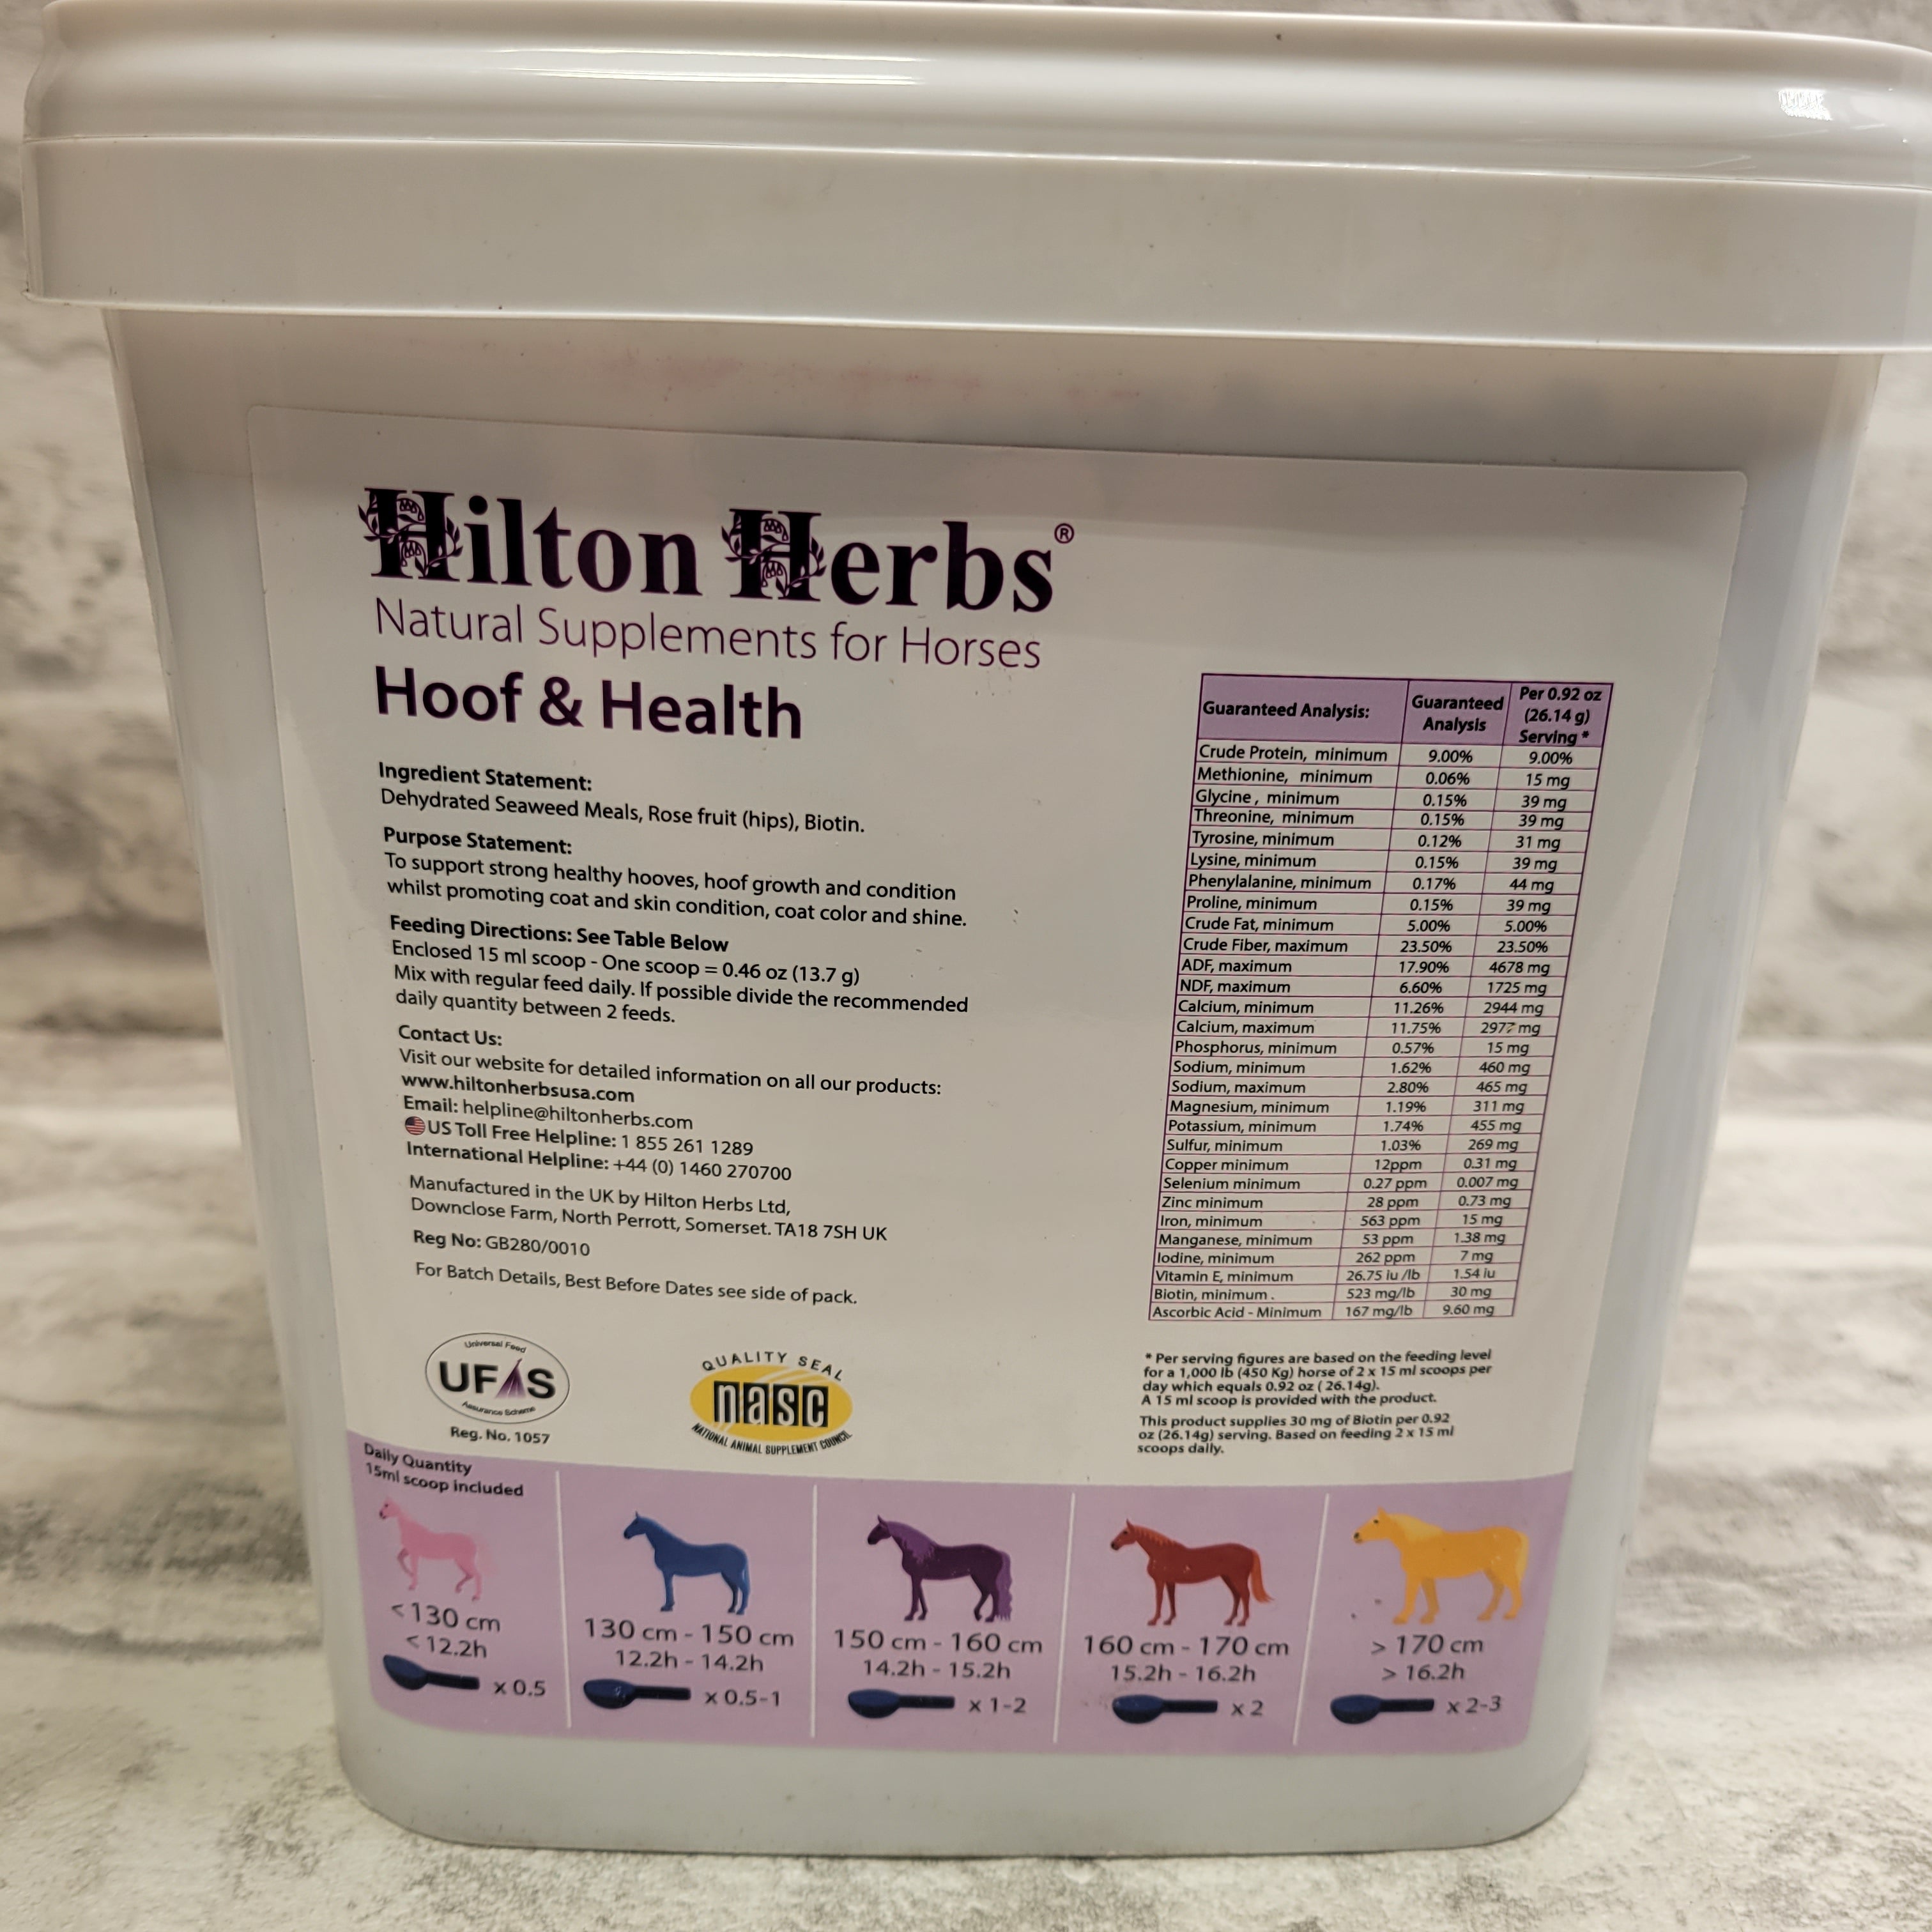 Hilton Herbs®
Natural Supplements for Horses
Hoof & Health
Ingredient Statement:
Dehydrated Seaweed Meals, Rose fruit (hips), Biotin.
Purpose Statement:
To support strong healthy hooves, hoof growth and condition
whilst promoting coat and skin condition, coat color and shine.
Feeding Directions: See Table Below
Enclosed 15 ml scoop - One scoop = 0.46 oz (13.7 g)
Mix with regular feed daily. If possible divide the recommended
daily quantity between 2 feeds.
Contact Us:
Visit our website for detailed information on all our products:
www.hiltonherbsusa.com
Email: helpline@hiltonherbs.com
US Toll Free Helpline: 1 855 261 1289
International Helpline: +44 (0) 1460 270700
Manufactured in the UK by Hilton Herbs Ltd,
Downclose Farm, North Perrott, Somerset. TA18 7SH UK
Reg No: GB280/0010
For Batch Details, Best Before Dates see side of pack.
Universal Feed
UFAS
Assurance Scheme
Reg. No. 1057
QUALITY SEAL
nasc
NATIONAL ANIMAL SUPPLEMENT COUNCIL
Guaranteed Analysis: Guaranteed Analysis Per 0.92 oz (26.14 g) Serving *
Crude Protein, minimum 9.00% 9.00%
Methionine, minimum 0.06% 15 mg
Glycine, minimum 0.15% 39 mg
Threonine, minimum 0.15% 39 mg
Tyrosine, minimum 0.12% 31 mg
Lysine, minimum 0.15% 39 mg
Phenylalanine, minimum 0.17% 44 mg
Proline, minimum 0.15% 39 mg
Crude Fat, minimum 5.00% 5.00%
Crude Fiber, maximum 23.50% 23.50%
ADF, maximum 17.90% 4678 mg
NDF, maximum 6.60% 1725 mg
Calcium, minimum 11.26% 2944 mg
Calcium, maximum 11.75% 2977 mg
Phosphorus, minimum 0.57% 15 mg
Sodium, minimum 1.62% 460 mg
Sodium, maximum 2.80% 465 mg
Magnesium, minimum 1.19% 311 mg
Potassium, minimum 1.74% 455 mg
Sulfur, minimum 1.03% 269 mg
Copper minimum 12ppm 0.31 mg
Selenium minimum 0.27 ppm 0.007 mg
Zinc minimum 28 ppm 0.73 mg
Iron, minimum 563 ppm 15 mg
Manganese, minimum 53 ppm 1.38 mg
Iodine, minimum 262 ppm 7 mg
Vitamin E, minimum 26.75 iu /lb 1.54 iu
Biotin, minimum . 523 mg/lb 30 mg
Ascorbic Acid - Minimum 167 mg/lb 9.60 mg
* Per serving figures are based on the feeding level
for a 1,000 lb (450 Kg) horse of 2 x 15 ml scoops per
day which equals 0.92 oz ( 26.14g).
A 15 ml scoop is provided with the product.
This product supplies 30 mg of Biotin per 0.92
oz (26.14g) serving. Based on feeding 2 x 15 ml
scoops daily.
Daily Quantity
15ml scoop included
< 130 cm
< 12.2h
x 0.5
130 cm - 150 cm
12.2h - 14.2h
x 0.5-1
150 cm - 160 cm
14.2h - 15.2h
x 1-2
160 cm - 170 cm
15.2h - 16.2h
x 2
> 170 cm
> 16.2h
x 2-3